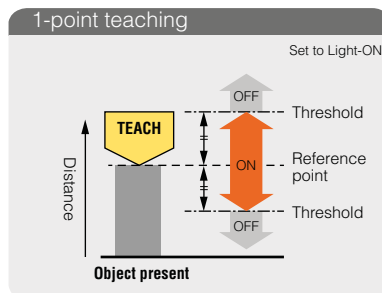 1-point teaching
Set to Light-ON
OFF
Threshold
TEACH
ON
Reference
point
Distance
Threshold
OFF
Object present